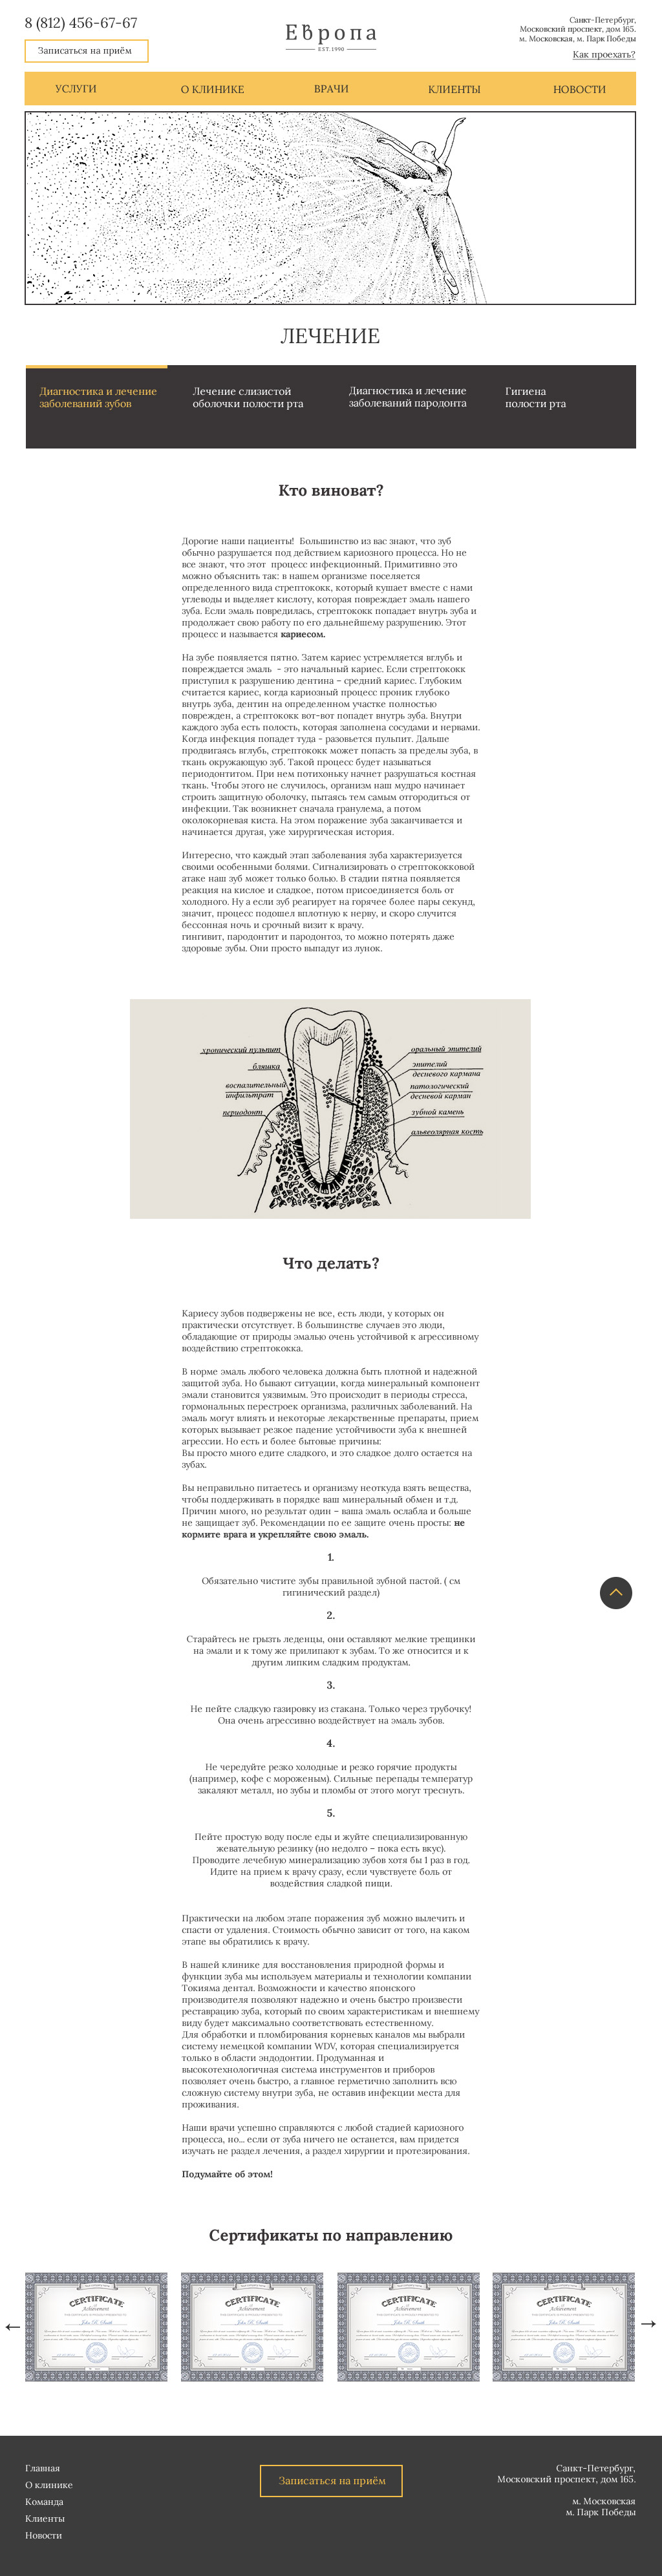 8 (812) 456-67-67
Записаться на приём
Европа
EST. 1990
Санкт-Петербург,
Московский проспект, дом 165.
м. Московская, м. Парк Победы
Как проехать?
УСЛУГИ
О КЛИНИКЕ
ВРАЧИ
КЛИЕНТЫ
НОВОСТИ
ЛЕЧЕНИЕ
Диагностика и лечение
заболеваний зубов
Лечение слизистой
оболочки полости рта
Диагностика и лечение
заболеваний пародонта
Гигиена
полости рта
Кто виноват?
Дорогие наши пациенты!  Большинство из вас знают, что зуб
обычно разрушается под действием кариозного процесса. Но не
все знают, что этот  процесс инфекционный. Примитивно это
можно объяснить так: в нашем организме поселяется
определенного вида стрептококк, который кушает вместе с нами
углеводы и выделяет кислоту, которая повреждает эмаль нашего
зуба. Если эмаль повредилась, стрептококк попадает внутрь зуба и
продолжает свою работу по его дальнейшему разрушению. Этот
процесс и называется кариесом.
На зубе появляется пятно. Затем кариес устремляется вглубь и
повреждается эмаль  - это начальный кариес. Если стрептококк
приступил к разрушению дентина – средний кариес. Глубоким
считается кариес, когда кариозный процесс проник глубоко
внутрь зуба, дентин на определенном участке полностью
поврежден, а стрептококк вот-вот попадет внутрь зуба. Внутри
каждого зуба есть полость, которая заполнена сосудами и нервами.
Когда инфекция попадет туда - разовьется пульпит. Дальше
продвигаясь вглубь, стрептококк может попасть за пределы зуба, в
ткань окружающую зуб. Такой процесс будет называться
периодонтитом. При нем потихоньку начнет разрушаться костная
ткань. Чтобы этого не случилось, организм наш мудро начинает
строить защитную оболочку, пытаясь тем самым отгородиться от
инфекции. Так возникнет сначала гранулема, а потом
околокорневая киста. На этом поражение зуба заканчивается и
начинается другая, уже хирургическая история.
Интересно, что каждый этап заболевания зуба характеризуется
своими особенными болями. Сигнализировать о стрептококковой
атаке наш зуб может только болью. В стадии пятна появляется
реакция на кислое и сладкое, потом присоединяется боль от
холодного. Ну а если зуб реагирует на горячее более пары секунд,
значит, процесс подошел вплотную к нерву, и скоро случится
бессонная ночь и срочный визит к врачу.
гингивит, пародонтит и пародонтоз, то можно потерять даже
здоровые зубы. Они просто выпадут из лунок.
хронический пульпит
бляшка
воспалительный
инфильтрат
периодонт
оральный эпителий
эпителий
десневого кармана
патологический
десневой карман
зубной камень
альвеолярная кость
Что делать?
Кариесу зубов подвержены не все, есть люди, у которых он
практически отсутствует. В большинстве случаев это люди,
обладающие от природы эмалью очень устойчивой к агрессивному
воздействию стрептококка.
В норме эмаль любого человека должна быть плотной и надежной
защитой зуба. Но бывают ситуации, когда минеральный компонент
эмали становится уязвимым. Это происходит в периоды стресса,
гормональных перестроек организма, различных заболеваний. На
эмаль могут влиять и некоторые лекарственные препараты, прием
которых вызывает резкое падение устойчивости зуба к внешней
агрессии. Но есть и более бытовые причины:
Вы просто много едите сладкого, и это сладкое долго остается на
зубах.
Вы неправильно питаетесь и организму неоткуда взять вещества,
чтобы поддерживать в порядке ваш минеральный обмен и т.д.
Причин много, но результат один – ваша эмаль ослабла и больше
не защищает зуб. Рекомендации по ее защите очень просты: не
кормите врага и укрепляйте свою эмаль.
1.
Обязательно чистите зубы правильной зубной пастой. ( см
гигинический раздел)
2.
Старайтесь не грызть леденцы, они оставляют мелкие трещинки
на эмали и к тому же прилипают к зубам. То же относится и к
другим липким сладким продуктам.
3.
Не пейте сладкую газировку из стакана. Только через трубочку!
Она очень агрессивно воздействует на эмаль зубов.
4.
Не чередуйте резко холодные и резко горячие продукты
(например, кофе с мороженым). Сильные перепады температур
закаляют металл, но зубы и пломбы от этого могут треснуть.
5.
Пейте простую воду после еды и жуйте специализированную
жевательную резинку (но недолго – пока есть вкус).
Проводите лечебную минерализацию зубов хотя бы 1 раз в год.
Идите на прием к врачу сразу, если чувствуете боль от
воздействия сладкой пищи.
Практически на любом этапе поражения зуб можно вылечить и
спасти от удаления. Стоимость обычно зависит от того, на каком
этапе вы обратились к врачу.
В нашей клинике для восстановления природной формы и
функции зуба мы используем материалы и технологии компании
Токияма дентал. Возможности и качество японского
производителя позволяют надежно и очень быстро произвести
реставрацию зуба, который по своим характеристикам и внешнему
виду будет максимально соответствовать естественному.
Для обработки и пломбирования корневых каналов мы выбрали
систему немецкой компании WDV, которая специализируется
только в области эндодонтии. Продуманная и
высокотехнологичная система инструментов и приборов
позволяет очень быстро, а главное герметично заполнить всю
сложную систему внутри зуба, не оставив инфекции места для
проживания.
Наши врачи успешно справляются с любой стадией кариозного
процесса, но... если от зуба ничего не останется, вам придется
изучать не раздел лечения, а раздел хирургии и протезирования.
Подумайте об этом!
Сертификаты по направлению
CERTIFICATE
Achievement
John R. Smith
CERTIFICATE
Achievement
John R. Smith
CERTIFICATE
Achievement
John R. Smith
CERTIFICATE
Achievement
John R. Smith
Главная
О клинике
Команда
Клиенты
Новости
Записаться на приём
Санкт-Петербург,
Московский проспект, дом 165.
м. Московская
м. Парк Победы